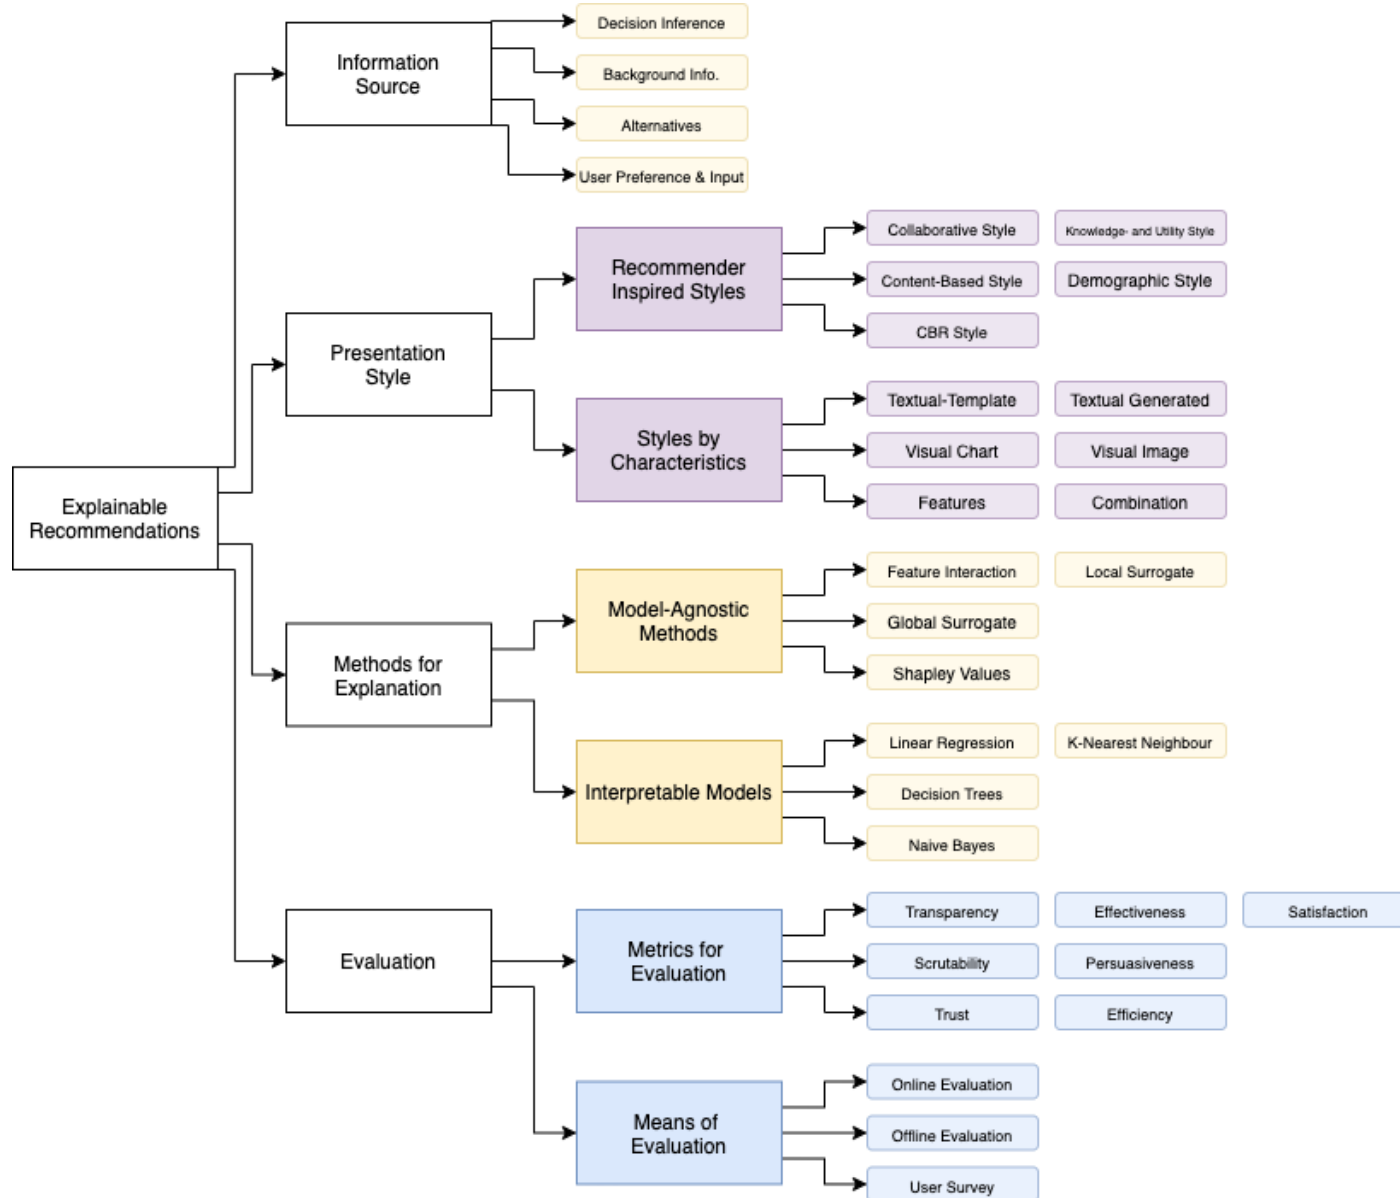 Decision Inference
Information
Source
Background Info.
Alternatives
User Preference & Input
Collaborative Style
Knowledge- and Utility Style
Recommender
Inspired Styles
Content-Based Style
Demographic Style
CBR Style
Presentation
Style
Textual-Template
Textual Generated
Styles by
Characteristics
Visual Chart
Visual Image
Features
Combination
Explainable
Recommendations
Feature Interaction
Local Surrogate
Model-Agnostic
Methods
Global Surrogate
Shapley Values
Methods for
Explanation
Linear Regression
K-Nearest Neighbour
Interpretable Models
Decision Trees
Naive Bayes
Transparency
Effectiveness
Satisfaction
Evaluation
Metrics for
Evaluation
Scrutability
Persuasiveness
Trust
Efficiency
Online Evaluation
Means of
Evaluation
Offline Evaluation
User Survey